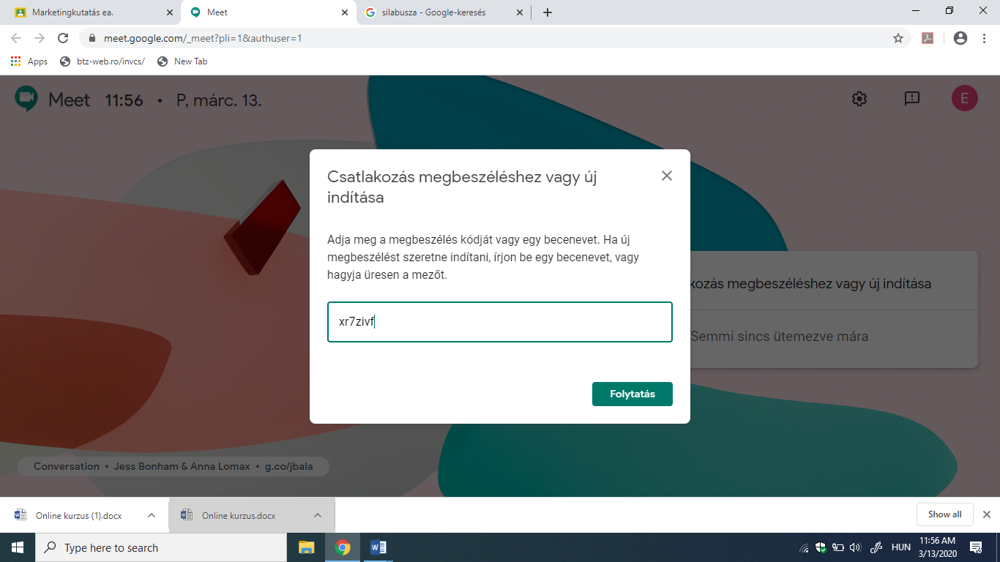 Marketingkutatás ea.
Meet
silabusza - Google-keresés
meet.google.com/_meet?pli=1&authuser=1
Apps
btz-web.ro/invcs/
New Tab
Meet 11:56 • P, márc. 13.
E
Csatlakozás megbeszéléshez vagy új
indítása
Adja meg a megbeszélés kódját vagy egy becenevet. Ha új
megbeszélést szeretne indítani, írjon be egy becenevet, vagy
hagyja üresen a mezőt.
xr7zivf
Folytatás
kozás megbeszéléshez vagy új indítása
Semmi sincs ütemezve mára
Conversation • Jess Bonham & Anna Lomax • g.co/jbala
Online kurzus (1).docx
Online kurzus.docx
Show all
Type here to search
HUN
11:56 AM
3/13/2020